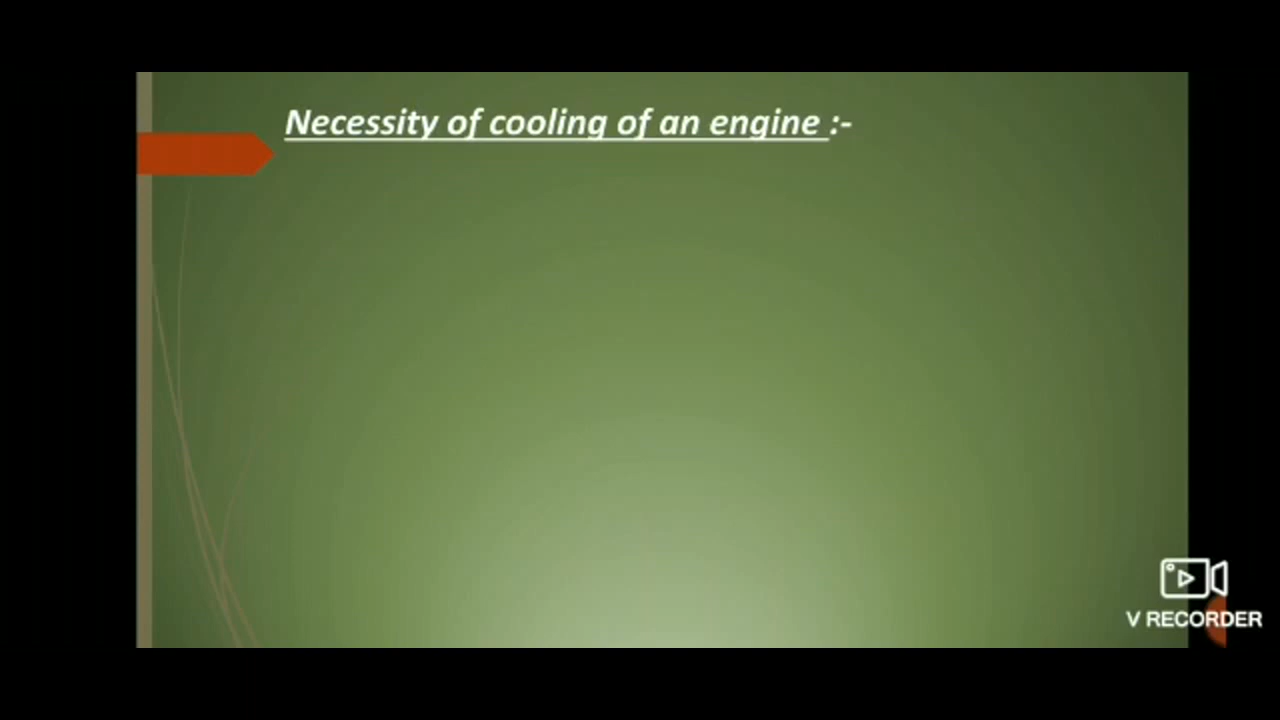 Necessity of cooling of an engine :-
V RECORDER